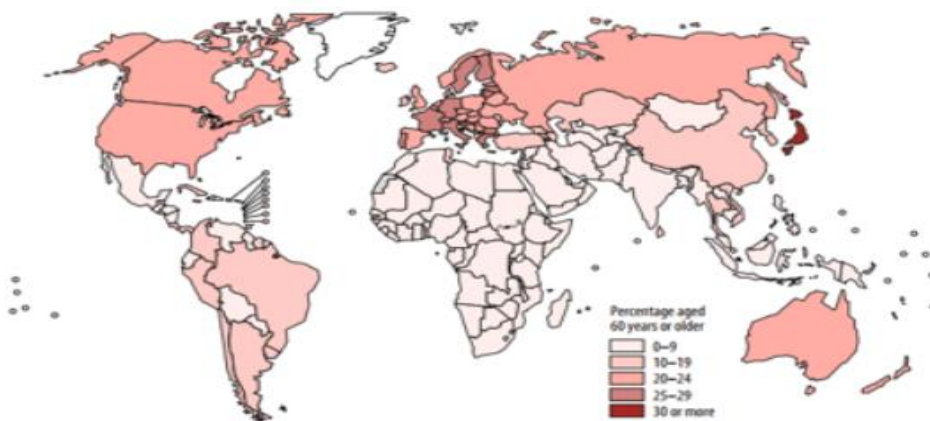 Percentage aged
60 years or older
0–9
10–19
20–24
25–29
30 or more